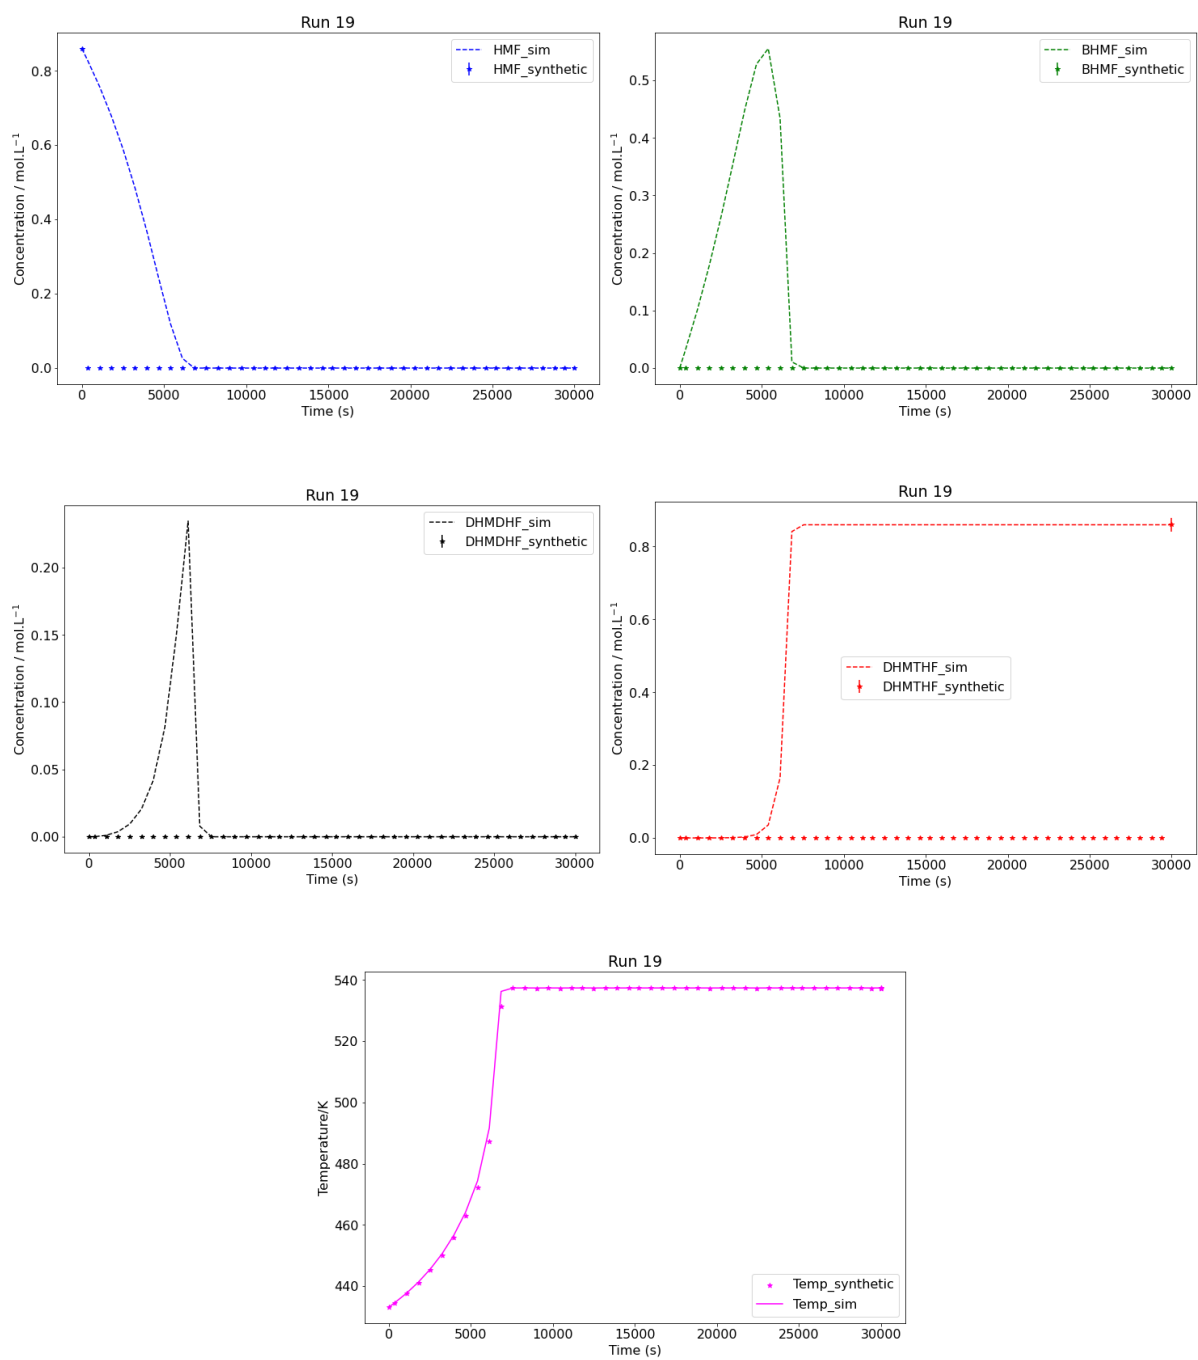 Run 19
HMF_sim
HMF_synthetic
Concentration / mol.L⁻¹
0.8
0.6
0.4
0.2
0.0
0 5000 10000 15000 20000 25000 30000
Time (s)
Run 19
BHMF_sim
BHMF_synthetic
Concentration / mol.L⁻¹
0.5
0.4
0.3
0.2
0.1
0.0
0 5000 10000 15000 20000 25000 30000
Time (s)
Run 19
DHMDHF_sim
DHMDHF_synthetic
Concentration / mol.L⁻¹
0.20
0.15
0.10
0.05
0.00
0 5000 10000 15000 20000 25000 30000
Time (s)
Run 19
DHMTHF_sim
DHMTHF_synthetic
Concentration / mol.L⁻¹
0.8
0.6
0.4
0.2
0.0
0 5000 10000 15000 20000 25000 30000
Time (s)
Run 19
Temperature/K
540
520
500
480
460
440
Temp_synthetic
Temp_sim
0 5000 10000 15000 20000 25000 30000
Time (s)